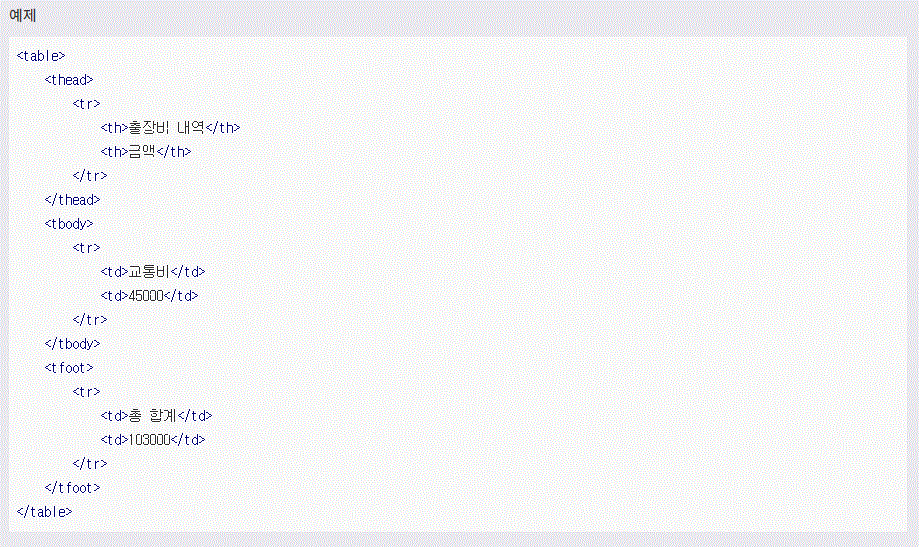 예제
<table>
<thead>
<tr>
<th>출장비 내역</th>
<th>금액</th>
</tr>
</thead>
<tbody>
<tr>
<td>교통비</td>
<td>45000</td>
</tr>
</tbody>
<tfoot>
<tr>
<td>총 합계</td>
<td>103000</td>
</tr>
</tfoot>
</table>